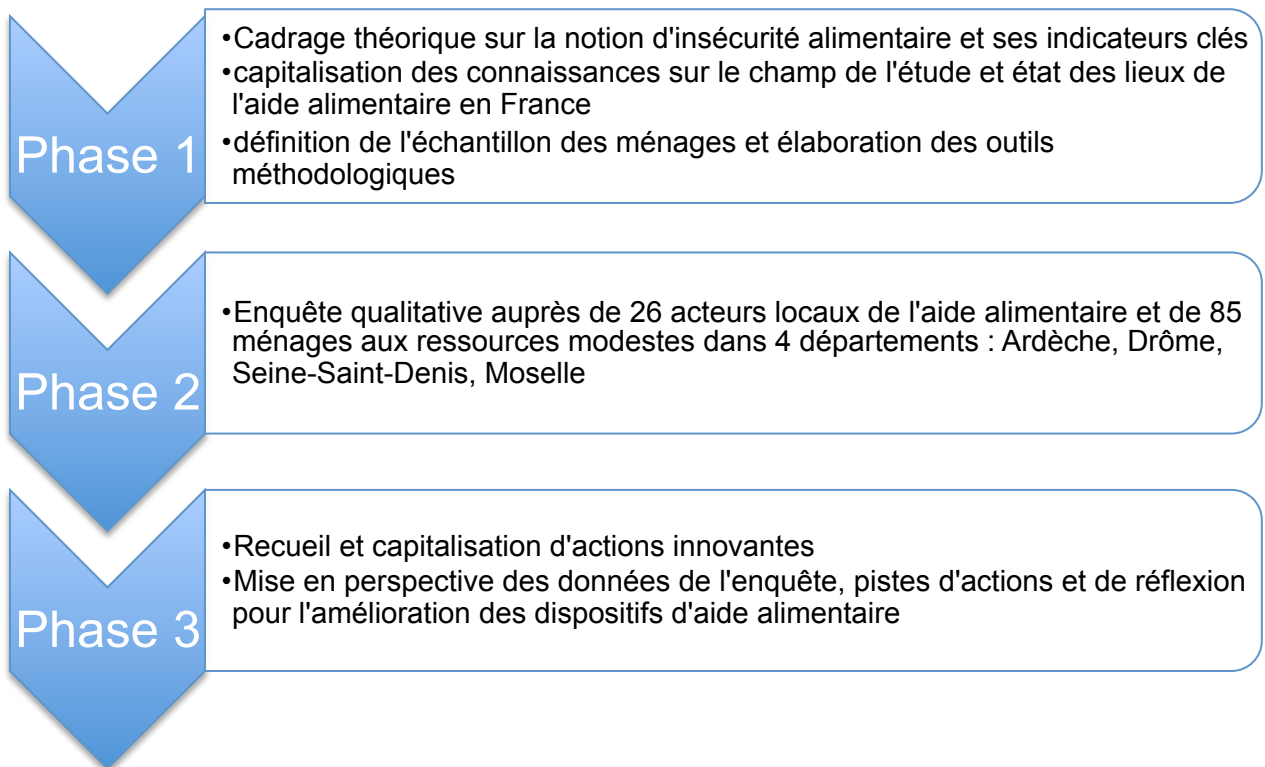 Phase 1
•Cadrage théorique sur la notion d'insécurité alimentaire et ses indicateurs clés
•capitalisation des connaissances sur le champ de l'étude et état des lieux de
l'aide alimentaire en France
•définition de l'échantillon des ménages et élaboration des outils
méthodologiques
Phase 2
•Enquête qualitative auprès de 26 acteurs locaux de l'aide alimentaire et de 85
ménages aux ressources modestes dans 4 départements : Ardèche, Drôme,
Seine-Saint-Denis, Moselle
Phase 3
•Recueil et capitalisation d'actions innovantes
•Mise en perspective des données de l'enquête, pistes d'actions et de réflexion
pour l'amélioration des dispositifs d'aide alimentaire